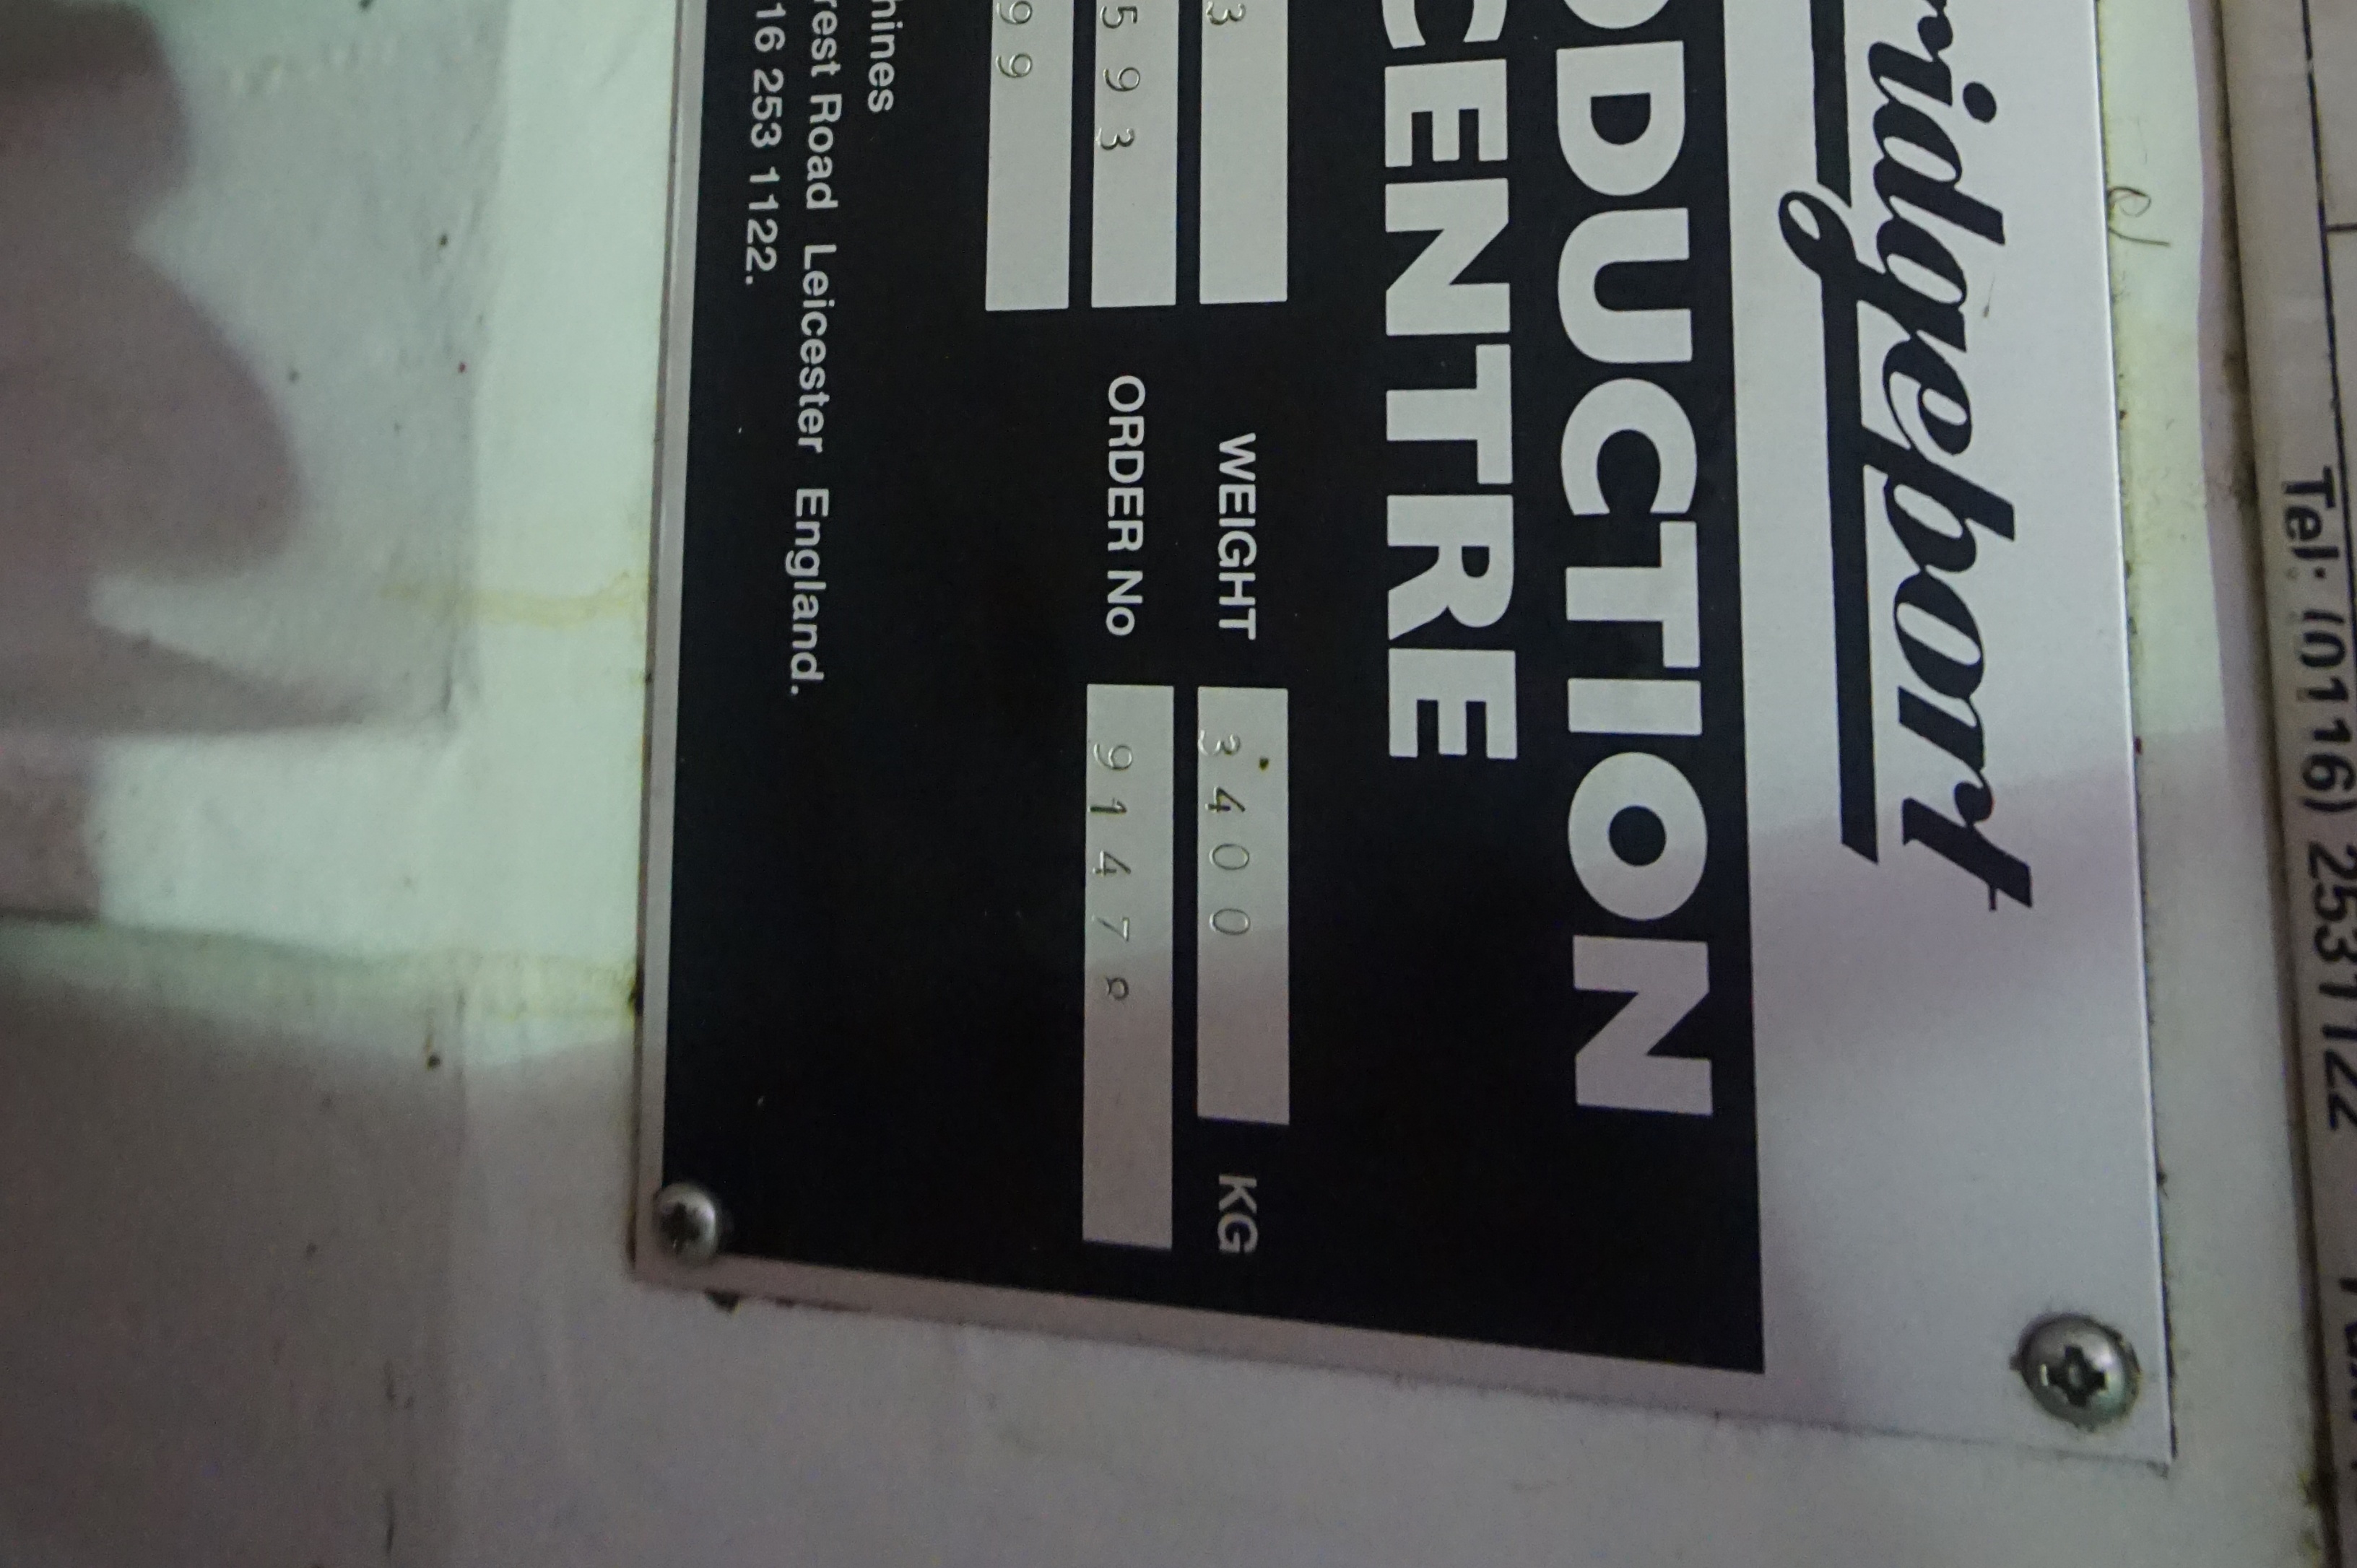 ridgeport
ODUCTION
CENTRE
3 WEIGHT 3400 KG
593 ORDER No 91478
99
hines
rest Road Leicester England.
16 253 1122.
Tel: (0116) 2531122